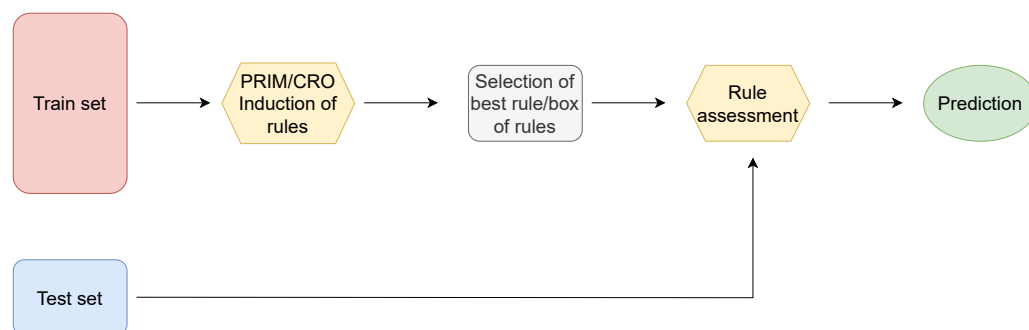 Train set
PRIM/CRO
Induction of
rules
Selection of
best rule/box
of rules
Rule
assessment
Prediction
Test set